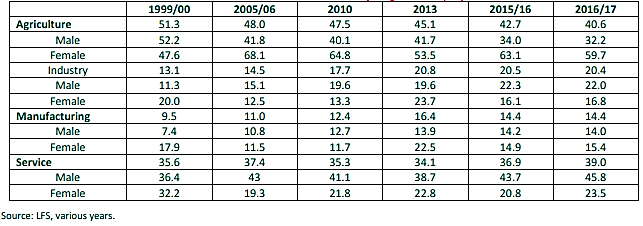 1999/00 2005/06 2010 2013 2015/16 2016/17
Agriculture 51.3 48.0 47.5 45.1 42.7 40.6
Male 52.2 41.8 40.1 41.7 34.0 32.2
Female 47.6 68.1 64.8 53.5 63.1 59.7
Industry 13.1 14.5 17.7 20.8 20.5 20.4
Male 11.3 15.1 19.6 19.6 22.3 22.0
Female 20.0 12.5 13.3 23.7 16.1 16.8
Manufacturing 9.5 11.0 12.4 16.4 14.4 14.4
Male 7.4 10.8 12.7 13.9 14.2 14.0
Female 17.9 11.5 11.7 22.5 14.9 15.4
Service 35.6 37.4 35.3 34.1 36.9 39.0
Male 36.4 43 41.1 38.7 43.7 45.8
Female 32.2 19.3 21.8 22.8 20.8 23.5
Source: LFS, various years.